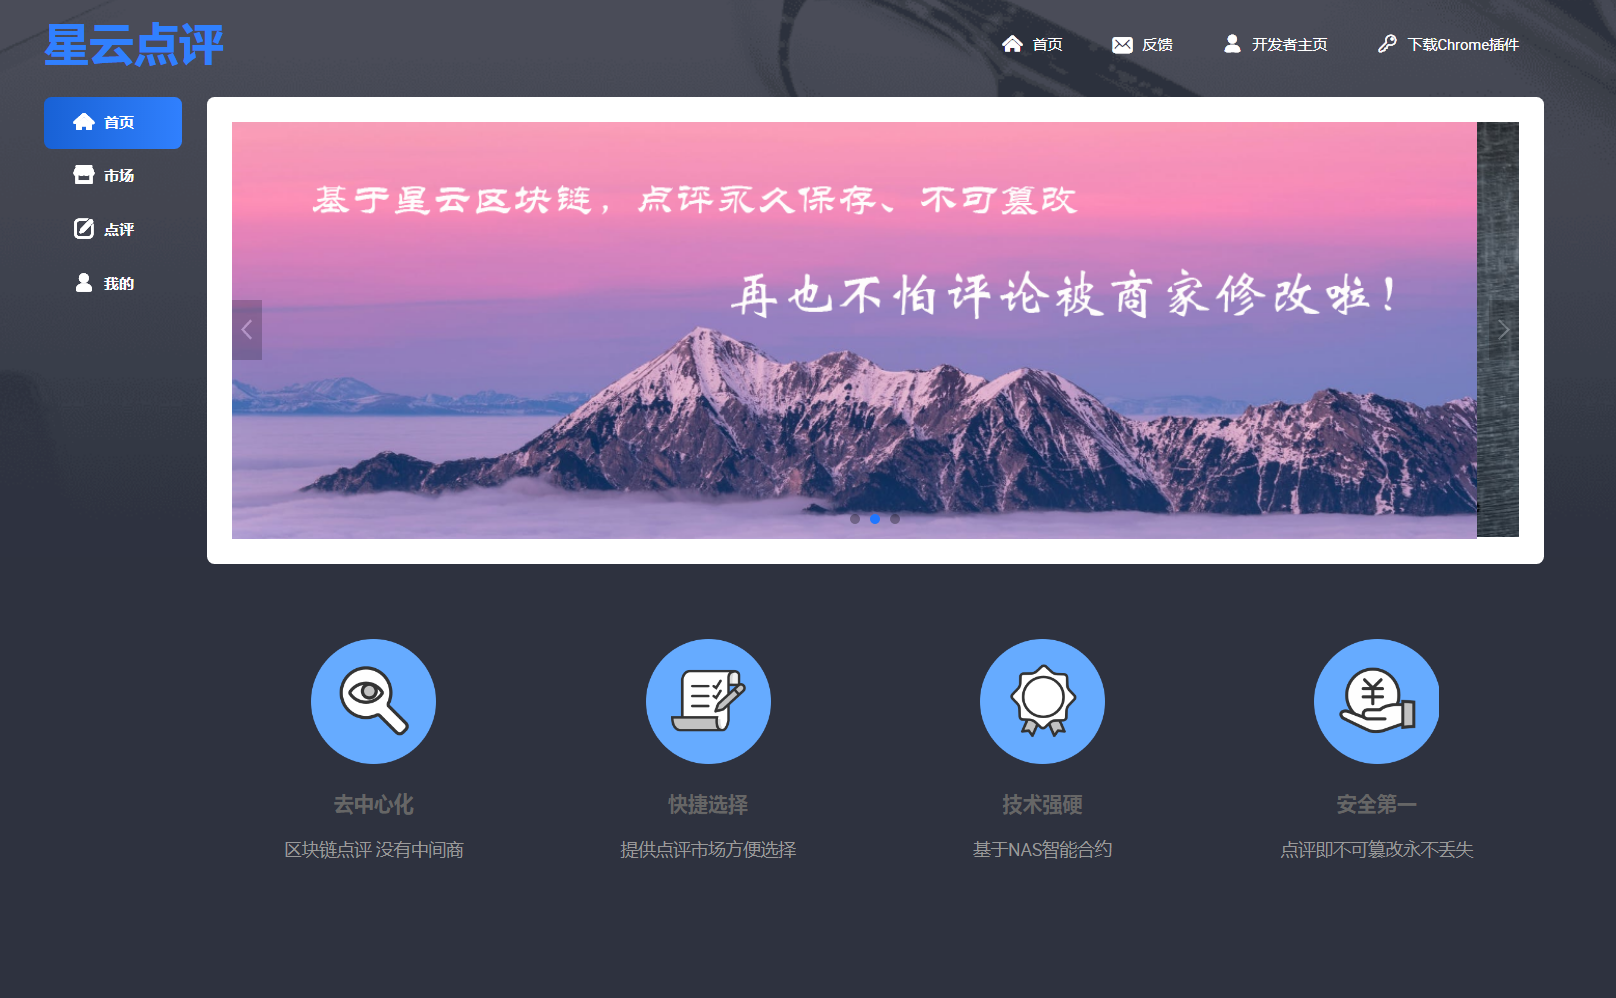 星云点评
首页
反馈
开发者主页
下载Chrome插件
首页
市场
点评
我的
基于星云区块链，点评永久保存、不可篡改
再也不怕评论被商家修改啦！
去中心化
区块链点评 没有中间商
快捷选择
提供点评市场方便选择
技术强硬
基于NAS智能合约
安全第一
点评即不可篡改永不丢失